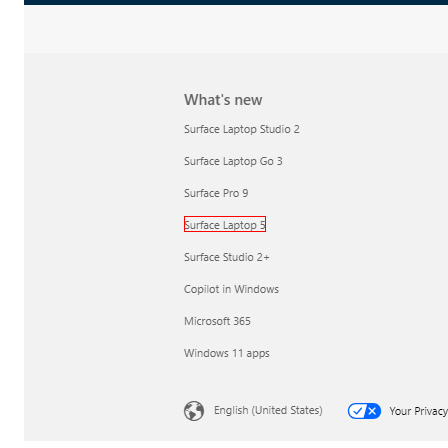 What's new
Surface Laptop Studio 2
Surface Laptop Go 3
Surface Pro 9
Surface Laptop 5
Surface Studio 2+
Copilot in Windows
Microsoft 365
Windows 11 apps
English (United States)
Your Privacy